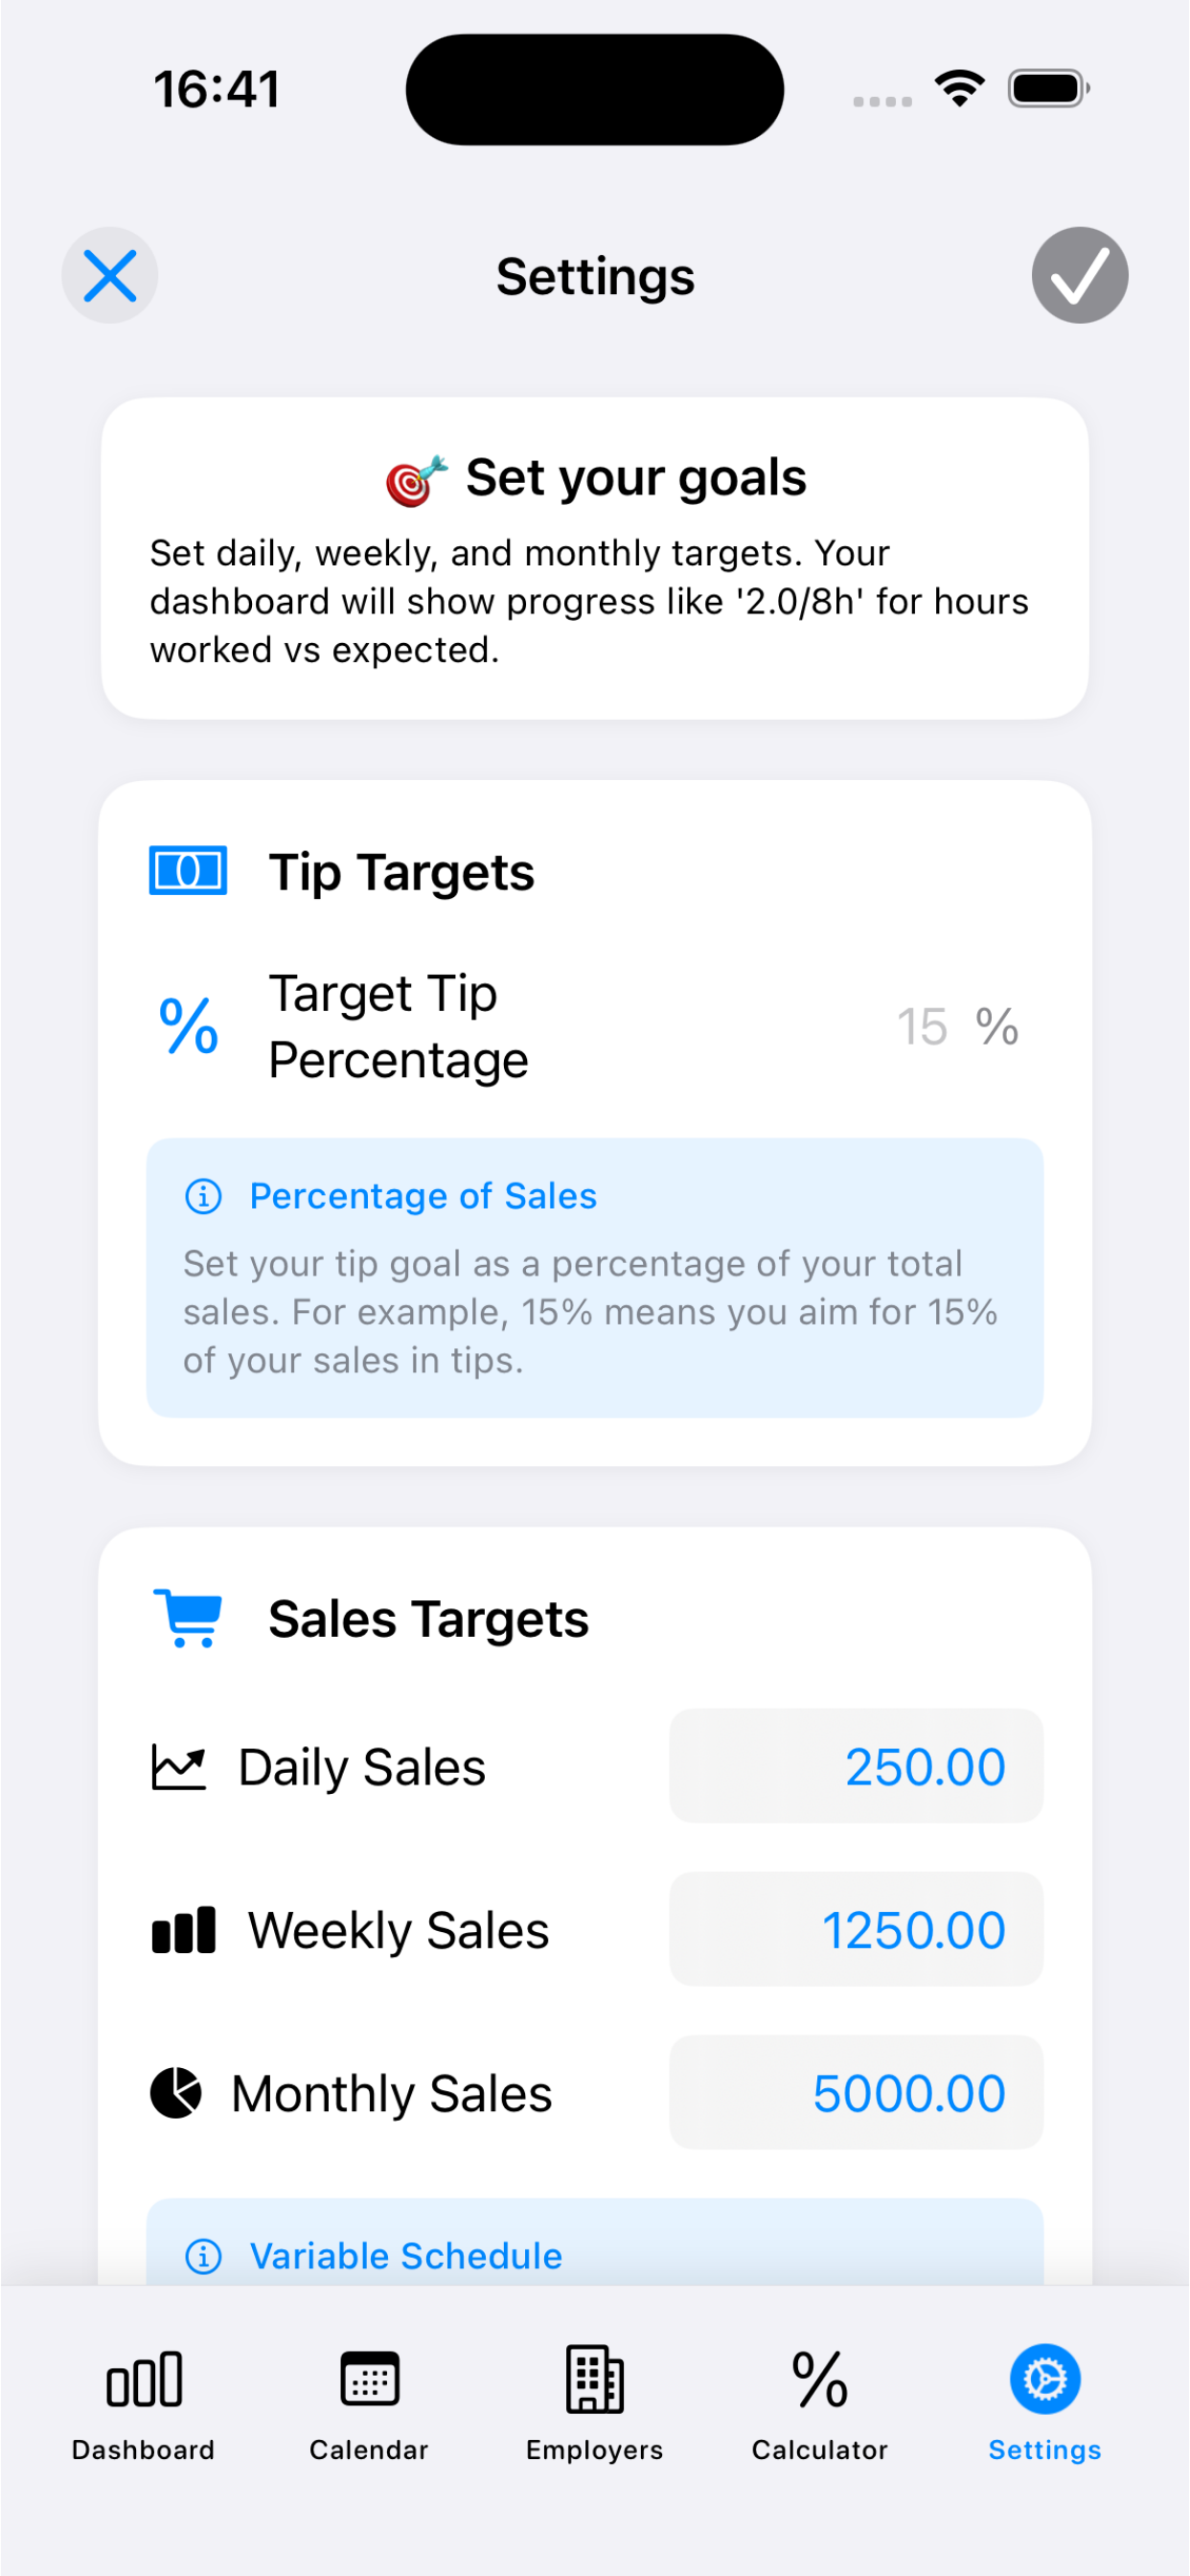 16:41
Settings
🎯 Set your goals
Set daily, weekly, and monthly targets. Your
dashboard will show progress like '2.0/8h' for hours
worked vs expected.
Tip Targets
% Target Tip
Percentage
15 %
Percentage of Sales
Set your tip goal as a percentage of your total
sales. For example, 15% means you aim for 15%
of your sales in tips.
Sales Targets
Daily Sales 250.00
Weekly Sales 1250.00
Monthly Sales 5000.00
Variable Schedule
Dashboard Calendar Employers Calculator Settings